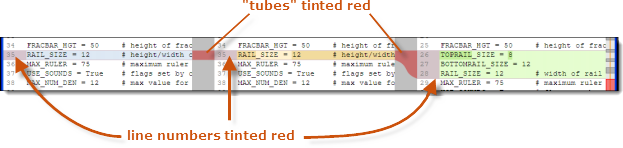 "tubes" tinted red
34 FRACBAR_HGT = 50 # height of frac
35 RAIL_SIZE = 12 # height/width o
36 MAX_RULER = 75 # maximum ruler
37 USE_SOUNDS = True # flags set by c
38 MAX_NUM_DEN = 12 # max value for
34 FRACBAR_HGT = 50 # height of frac
35 RAIL_SIZE = 12 # height/width
36 MAX_RULER = 75 # maximum ruler
37 USE_SOUNDS = True # flags set by c
38 MAX_NUM_DEN = 12 # max value for
25 FRACBAR_HGT = 50 # height of frac
26 TOPRAIL_SIZE = 8
27 BOTTOMRAIL_SIZE = 12
28 RAIL_SIZE = 12 # width of rail
29 MAX_RULER = 75 # maximum ruler
line numbers tinted red